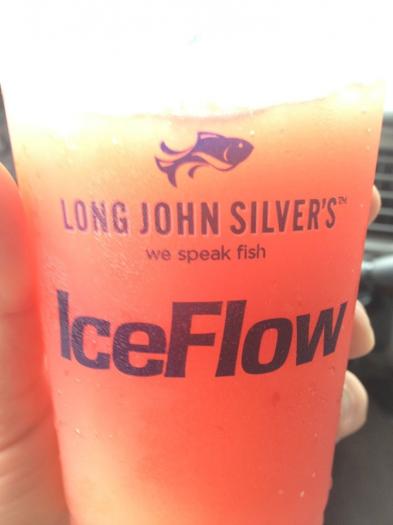 LONG JOHN SILVER'S™
we speak fish
IceFlow